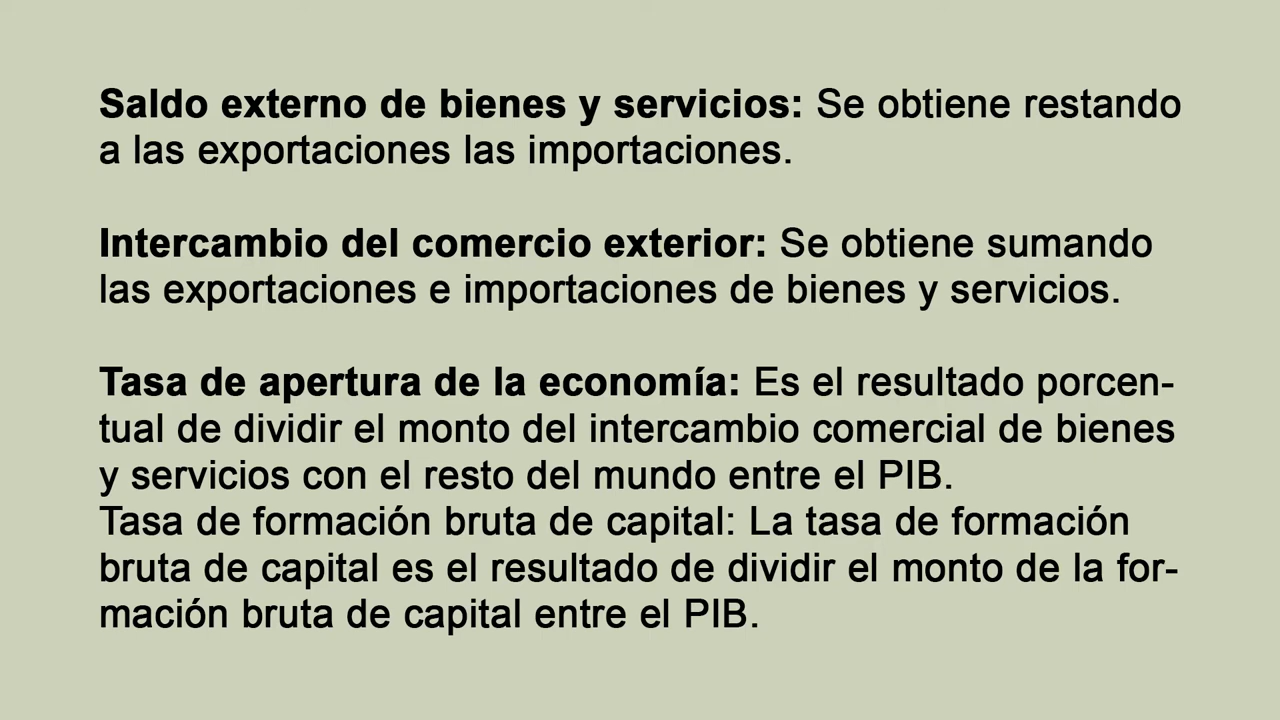 Saldo externo de bienes y servicios: Se obtiene restando
a las exportaciones las importaciones.
Intercambio del comercio exterior: Se obtiene sumando
las exportaciones e importaciones de bienes y servicios.
Tasa de apertura de la economía: Es el resultado porcen-
tual de dividir el monto del intercambio comercial de bienes
y servicios con el resto del mundo entre el PIB.
Tasa de formación bruta de capital: La tasa de formación
bruta de capital es el resultado de dividir el monto de la for-
mación bruta de capital entre el PIB.